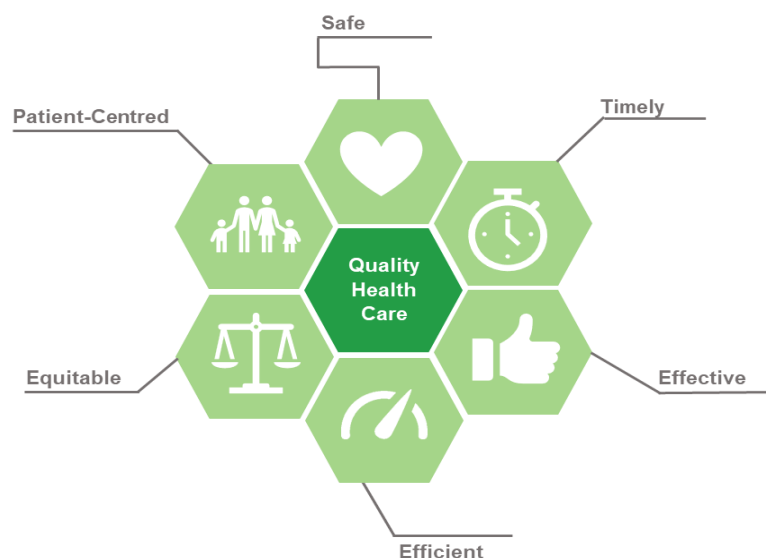 Safe
Patient-Centred
Timely
Quality
Health
Care
Equitable
Effective
Efficient